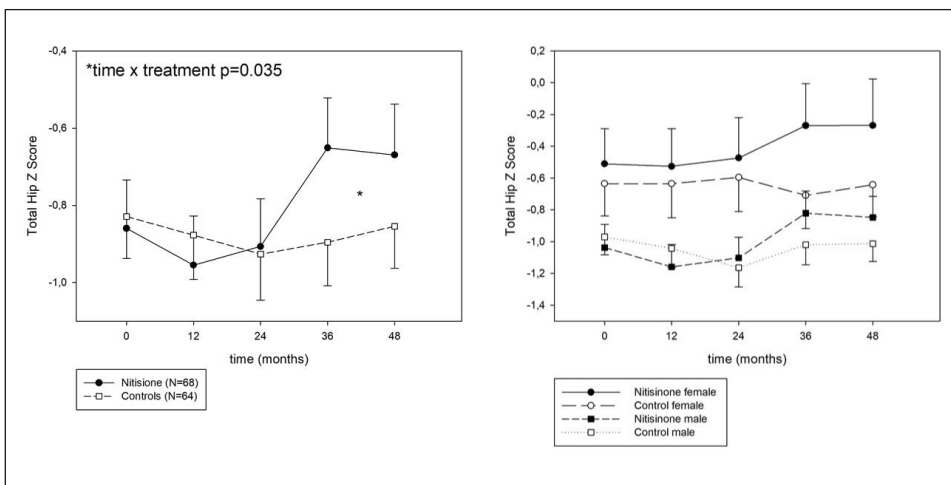 *time x treatment p=0.035
Total Hip Z Score
-0,4
-0,6
-0,8
-1,0
0
12
24
36
48
*
time (months)
Nitisione (N=68)
Controls (N=64)
Total Hip Z Score
0,2
0,0
-0,2
-0,4
-0,6
-0,8
-1,0
-1,2
-1,4
0
12
24
36
48
time (months)
Nitisinone female
Control female
Nitisinone male
Control male